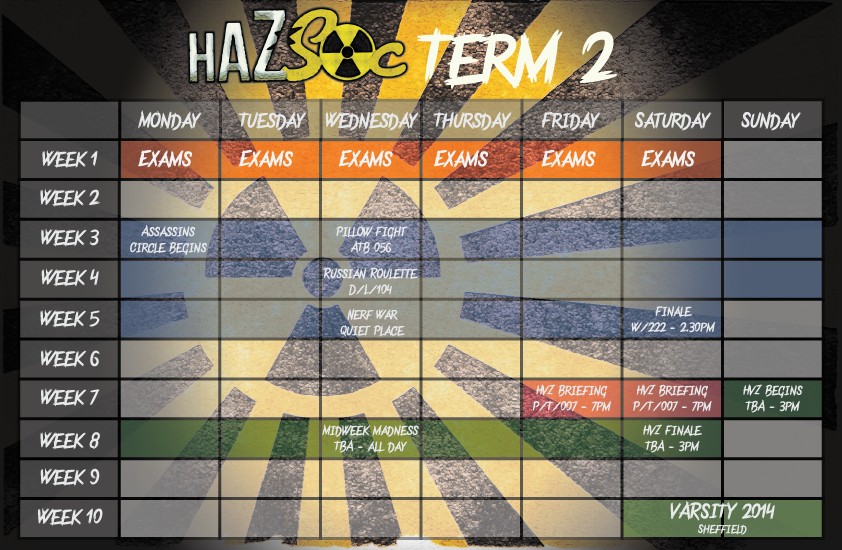 HAZSoc TERM 2
MONDAY TUESDAY WEDNESDAY THURSDAY FRIDAY SATURDAY SUNDAY
WEEK 1 EXAMS EXAMS EXAMS EXAMS EXAMS EXAMS
WEEK 2
WEEK 3 ASSASSINS CIRCLE BEGINS PILLOW FIGHT ATB 056
WEEK 4 RUSSIAN ROULETTE D/L/104
WEEK 5 NERF WAR QUIET PLACE FINALE W/222 - 2.30PM
WEEK 6
WEEK 7 HVZ BRIEFING P/T/007 - 7PM HVZ BRIEFING P/T/007 - 7PM HVZ BEGINS TBA - 3PM
WEEK 8 MIDWEEK MADNESS TBA - ALL DAY HVZ FINALE TBA - 3PM
WEEK 9
WEEK 10 VARSITY 2014 SHEFFIELD